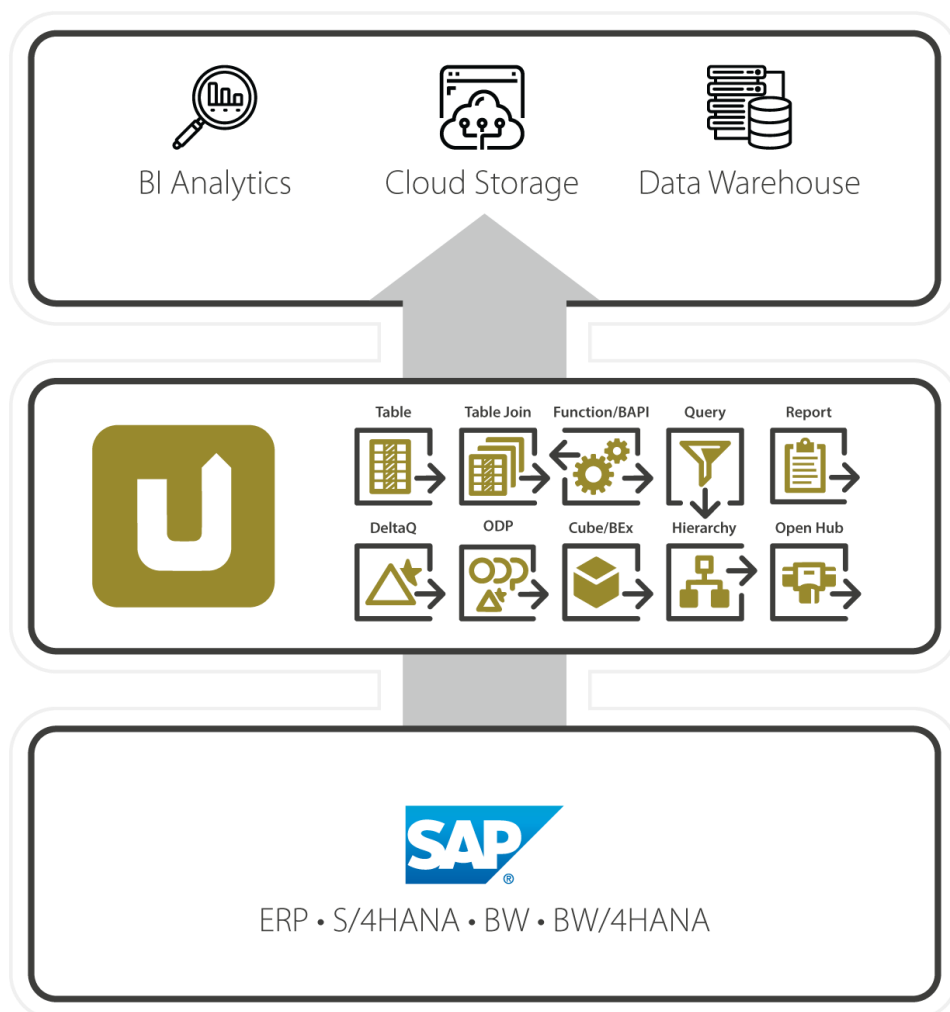 BI Analytics
Cloud Storage
Data Warehouse
Table
Table Join
Function/BAPI
Query
Report
DeltaQ
ODP
Cube/BEx
Hierarchy
Open Hub
U
ODP
SAP®
ERP • S/4HANA • BW • BW/4HANA